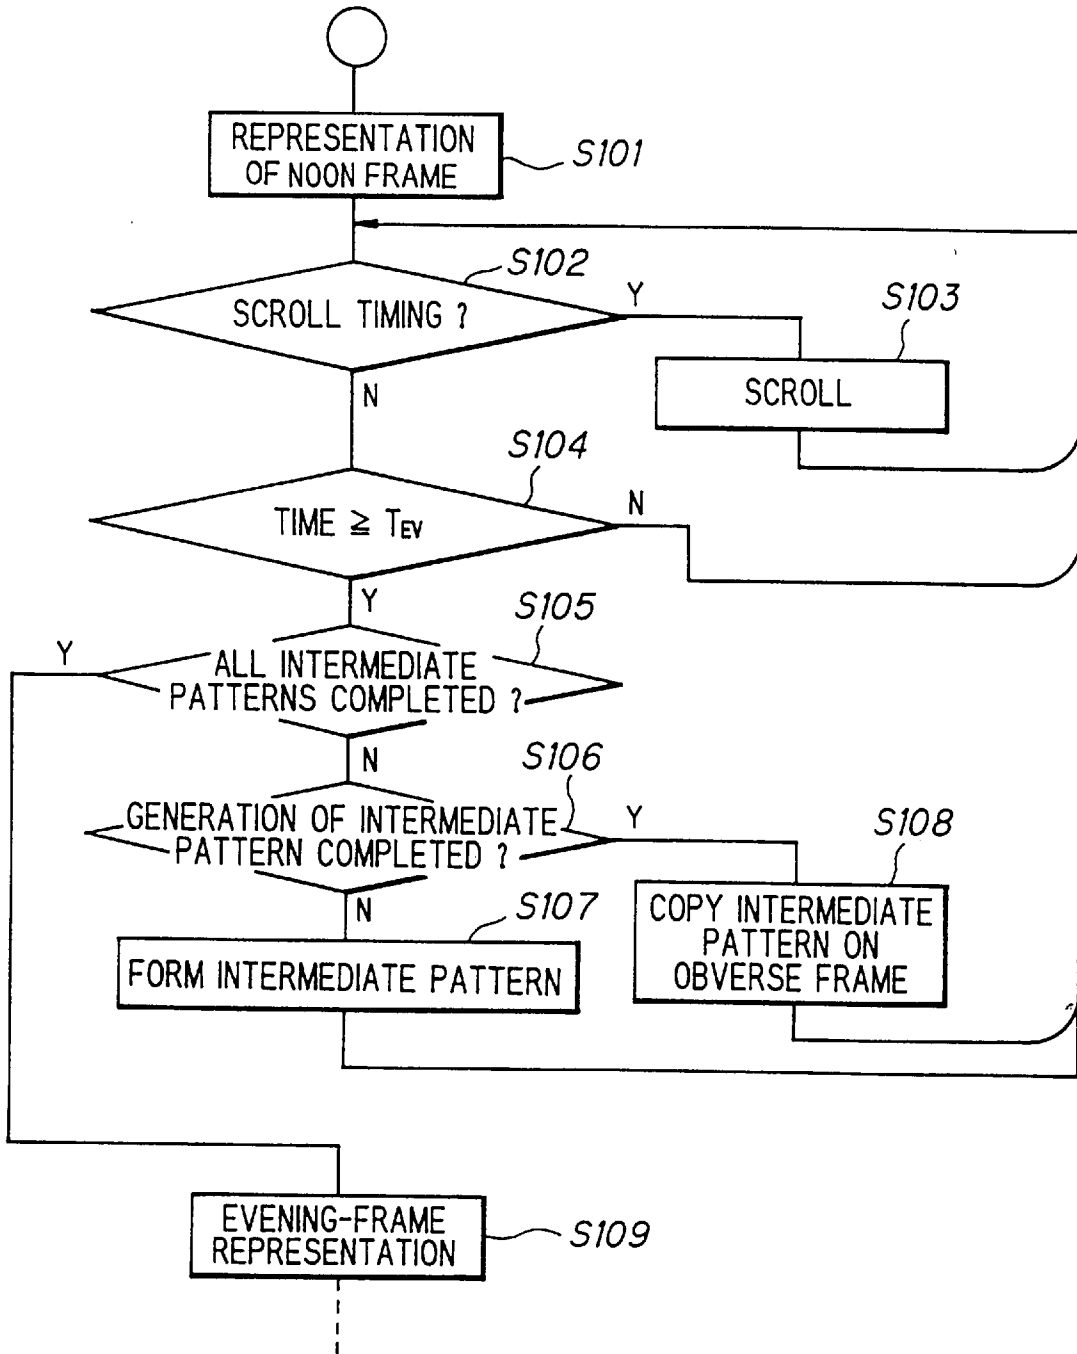 REPRESENTATION
OF NOON FRAME
S101
S102
SCROLL TIMING ?
Y
S103
SCROLL
N
S104
TIME ≧ TEV
N
Y
S105
Y
ALL INTERMEDIATE
PATTERNS COMPLETED ?
N
S106
GENERATION OF INTERMEDIATE
PATTERN COMPLETED ?
Y
S108
COPY INTERMEDIATE
PATTERN ON
OBVERSE FRAME
N
S107
FORM INTERMEDIATE PATTERN
EVENING-FRAME
REPRESENTATION
S109